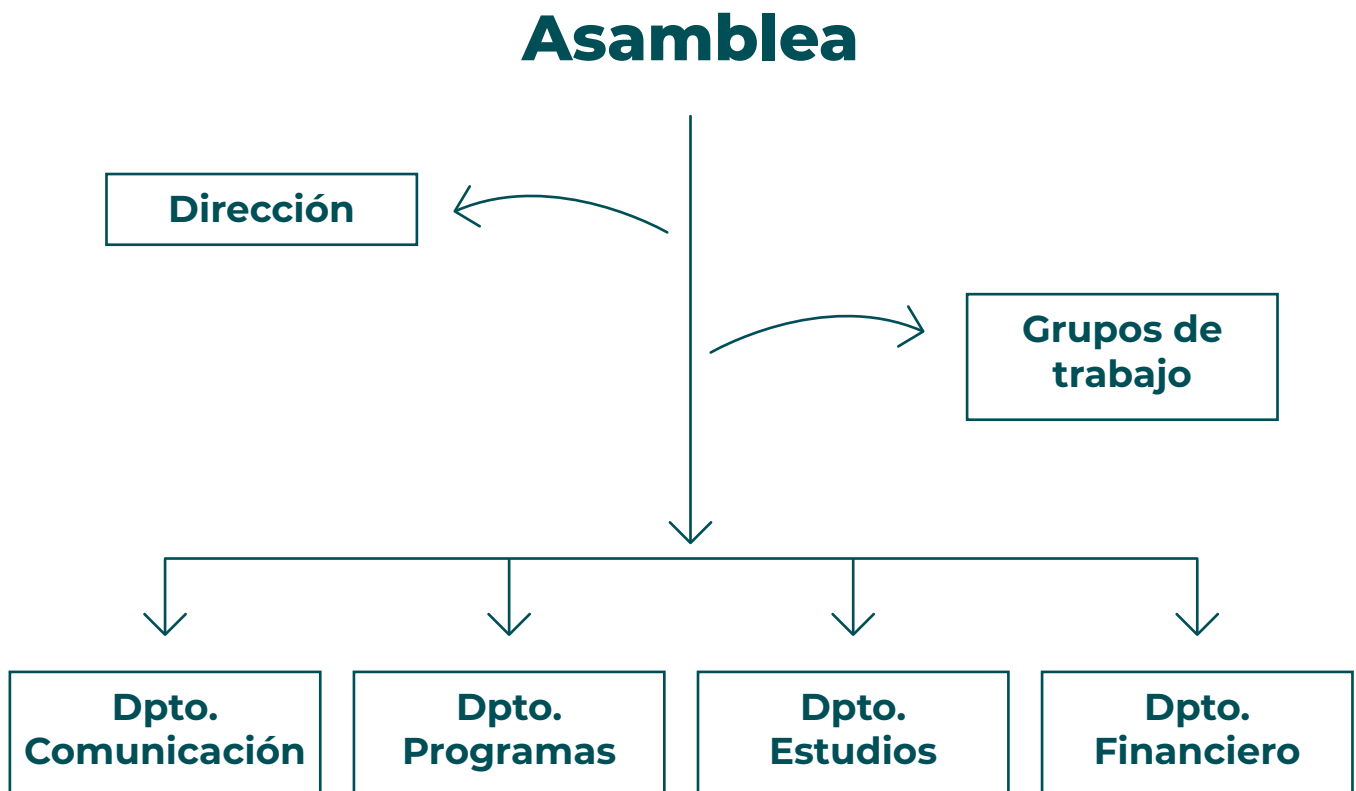 Asamblea
Dirección
Grupos de
trabajo
Dpto.
Comunicación
Dpto.
Programas
Dpto.
Estudios
Dpto.
Financiero